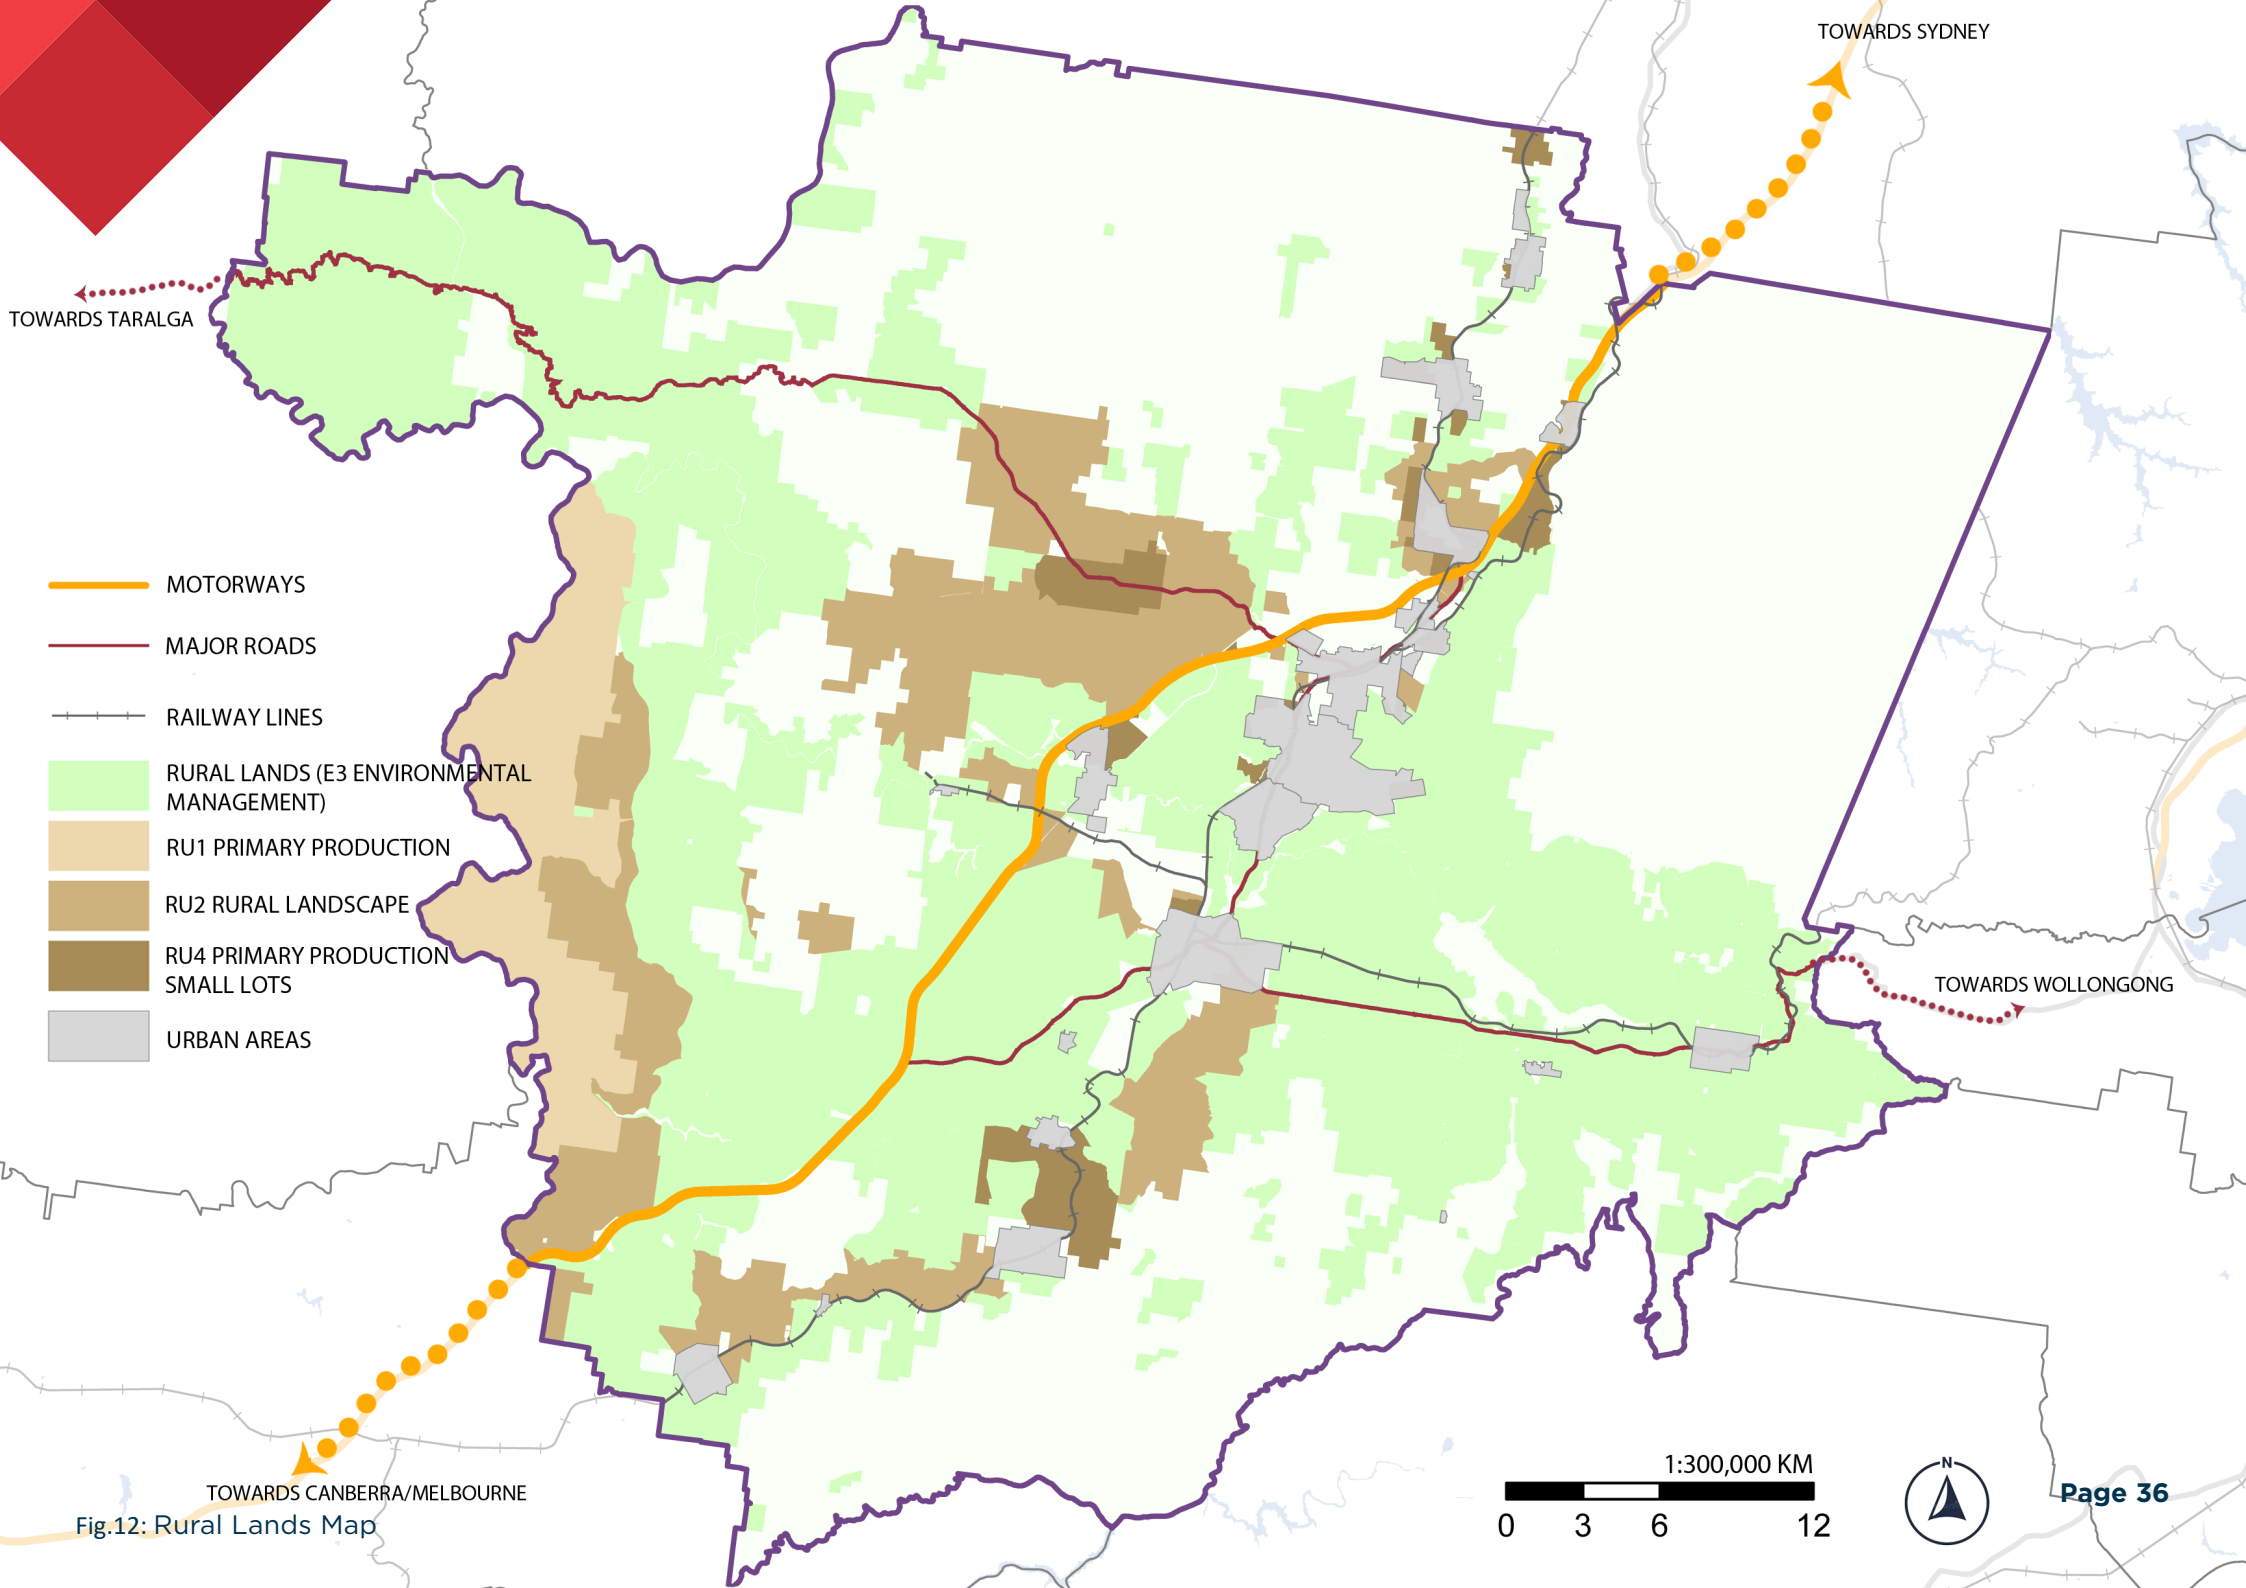 TOWARDS SYDNEY
TOWARDS TARALGA
MOTORWAYS
MAJOR ROADS
RAILWAY LINES
RURAL LANDS (E3 ENVIRONMENTAL
MANAGEMENT)
RU1 PRIMARY PRODUCTION
RU2 RURAL LANDSCAPE
RU4 PRIMARY PRODUCTION
SMALL LOTS
URBAN AREAS
TOWARDS WOLLONGONG
TOWARDS CANBERRA/MELBOURNE
Fig.12: Rural Lands Map
1:300,000 KM
0 3 6 12
N
Page 36